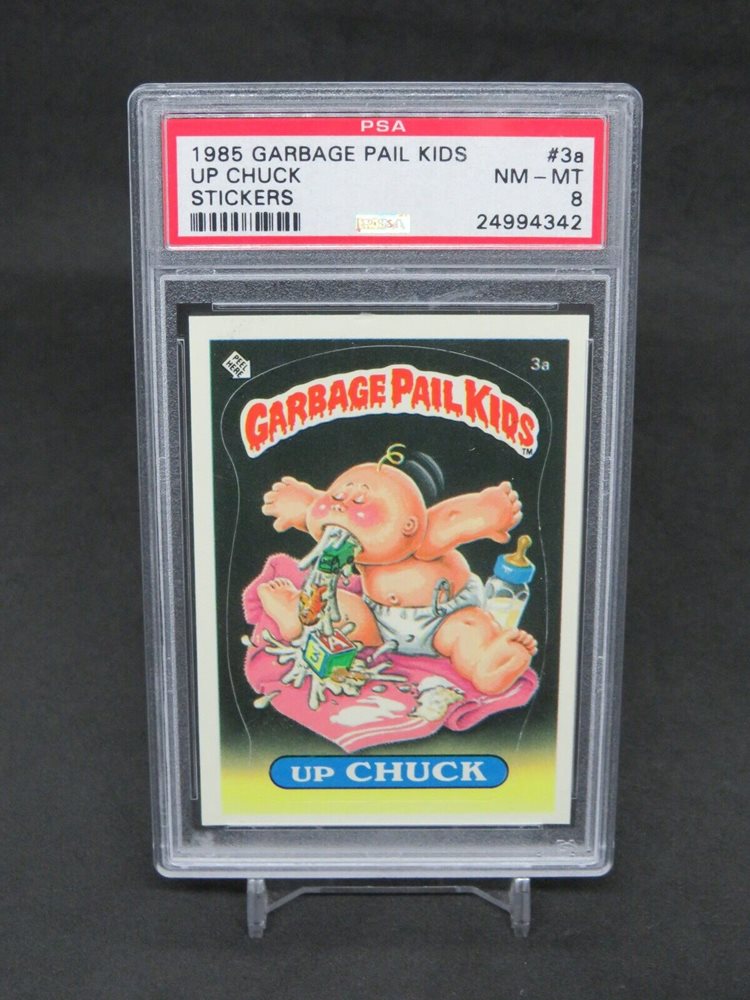 PSA
1985 GARBAGE PAIL KIDS #3a
UP CHUCK NM – MT
STICKERS 8
24994342
PEEL HERE
3a
GARBAGE PAIL KIDS
TM
A
3
UP CHUCK